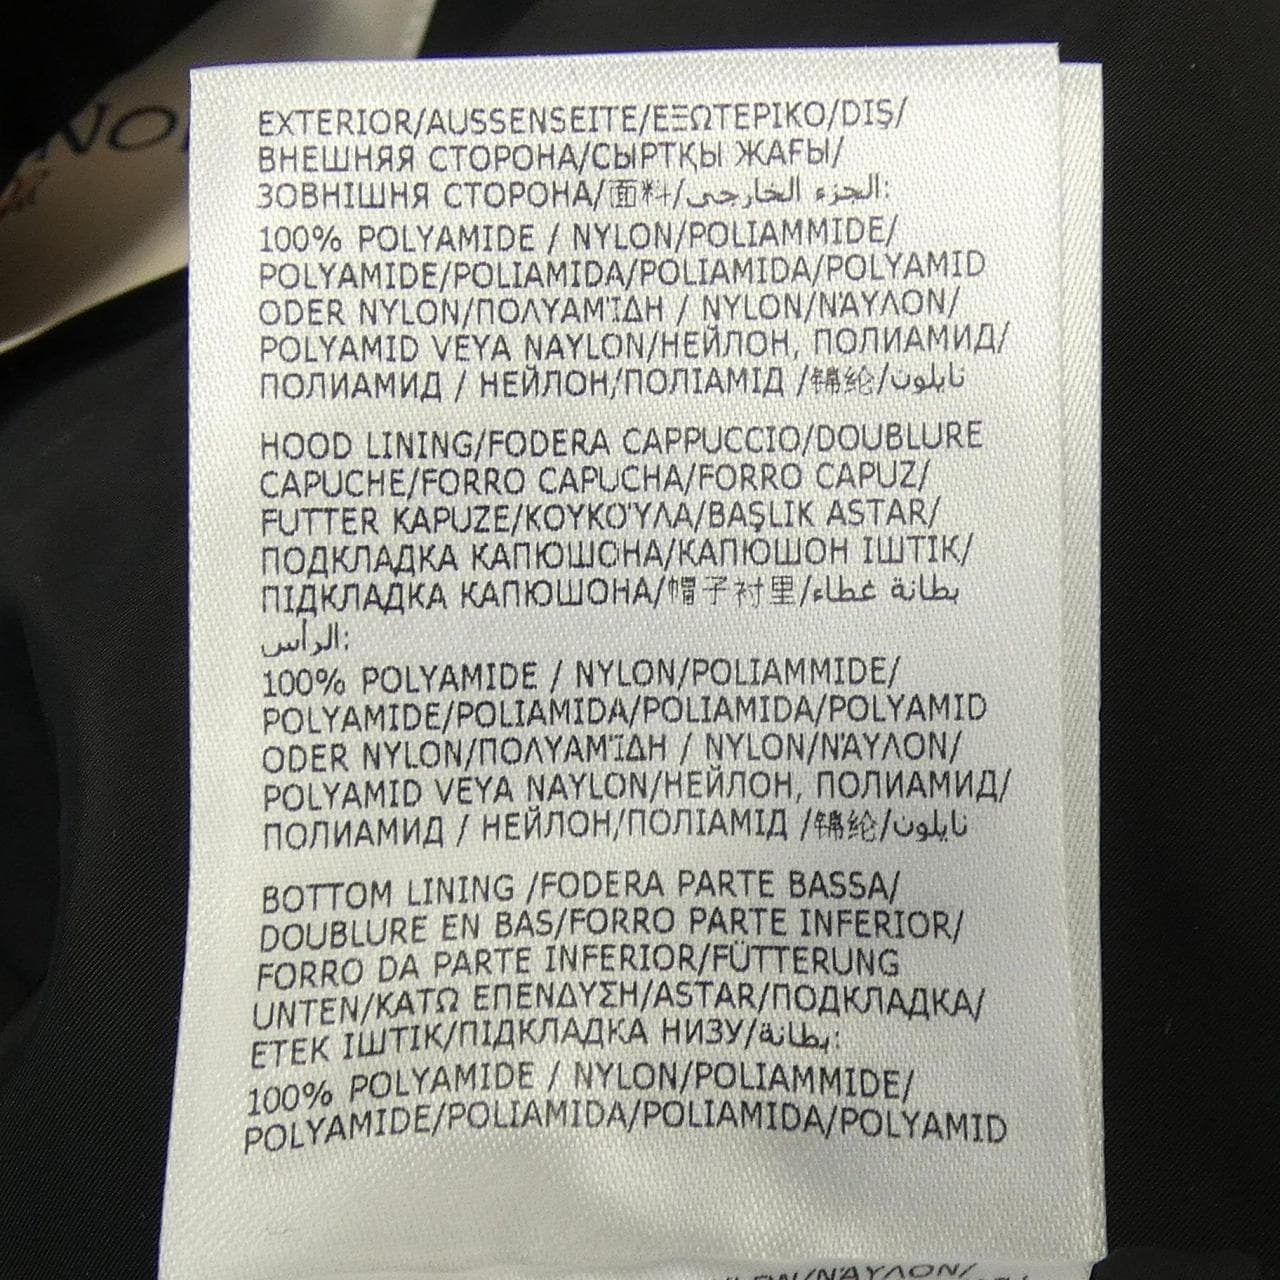 EXTERIOR/AUSSENSEITE/ΕΞΩΤΕΡΙΚΟ/DIŞ/
ВНЕШНЯЯ СТОРОНА/СЫРТҚЫ ЖАҒЫ/
ЗОВНІШНЯ СТОРОНА/面料/الجزء الخارجي:
100% POLYAMIDE / NYLON/POLIAMMIDE/
POLYAMIDE/POLIAMIDA/POLIAMIDA/POLYAMID
ODER NYLON/ΠΟΛΥΑΜΪ́ΔΗ / NYLON/ΝΆΥΛΟΝ/
POLYAMID VEYA NAYLON/НЕЙЛОН, ПОЛИАМИД/
ПОЛИАМИД / НЕЙЛОН/ПОЛІАМІД /锦纶/نايلون
HOOD LINING/FODERA CAPPUCCIO/DOUBLURE
CAPUCHE/FORRO CAPUCHA/FORRO CAPUZ/
FUTTER KAPUZE/ΚΟΥΚΟΎΛΑ/BAŞLIK ASTAR/
ПОДКЛАДКА КАПЮШОНА/КАПЮШОН ІШТІК/
ПІДКЛАДКА КАПЮШОНА/帽子衬里/بطانة غطاء
الرأس:
100% POLYAMIDE / NYLON/POLIAMMIDE/
POLYAMIDE/POLIAMIDA/POLIAMIDA/POLYAMID
ODER NYLON/ΠΟΛΥΑΜΪ́ΔΗ / NYLON/ΝΆΥΛΟΝ/
POLYAMID VEYA NAYLON/НЕЙЛОН, ПОЛИАМИД/
ПОЛИАМИД / НЕЙЛОН/ПОЛІАМІД /锦纶/نايلون
BOTTOM LINING /FODERA PARTE BASSA/
DOUBLURE EN BAS/FORRO PARTE INFERIOR/
FORRO DA PARTE INFERIOR/FÜTTERUNG
UNTEN/ΚΑΤΩ ΕΠΕΝΔΥΣΗ/ASTAR/ПОДКЛАДКА/
ЕТЕК ІШТІК/ПІДКЛАДКА НИЗУ/بطانة:
100% POLYAMIDE / NYLON/POLIAMMIDE/
POLYAMIDE/POLIAMIDA/POLIAMIDA/POLYAMID